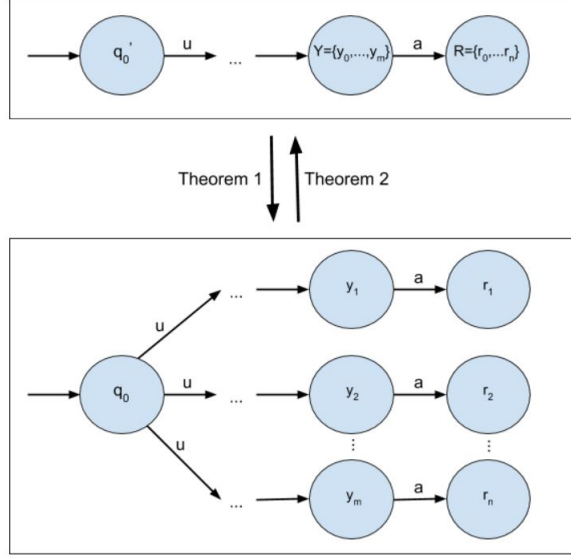 q₀' u ... Y={y₀,...,yₘ} a R={r₀,...rₙ}
Theorem 1 Theorem 2
... y₁ a r₁
u
q₀ u ... y₂ a r₂
u ⋮ ⋮
... yₘ a rₙ